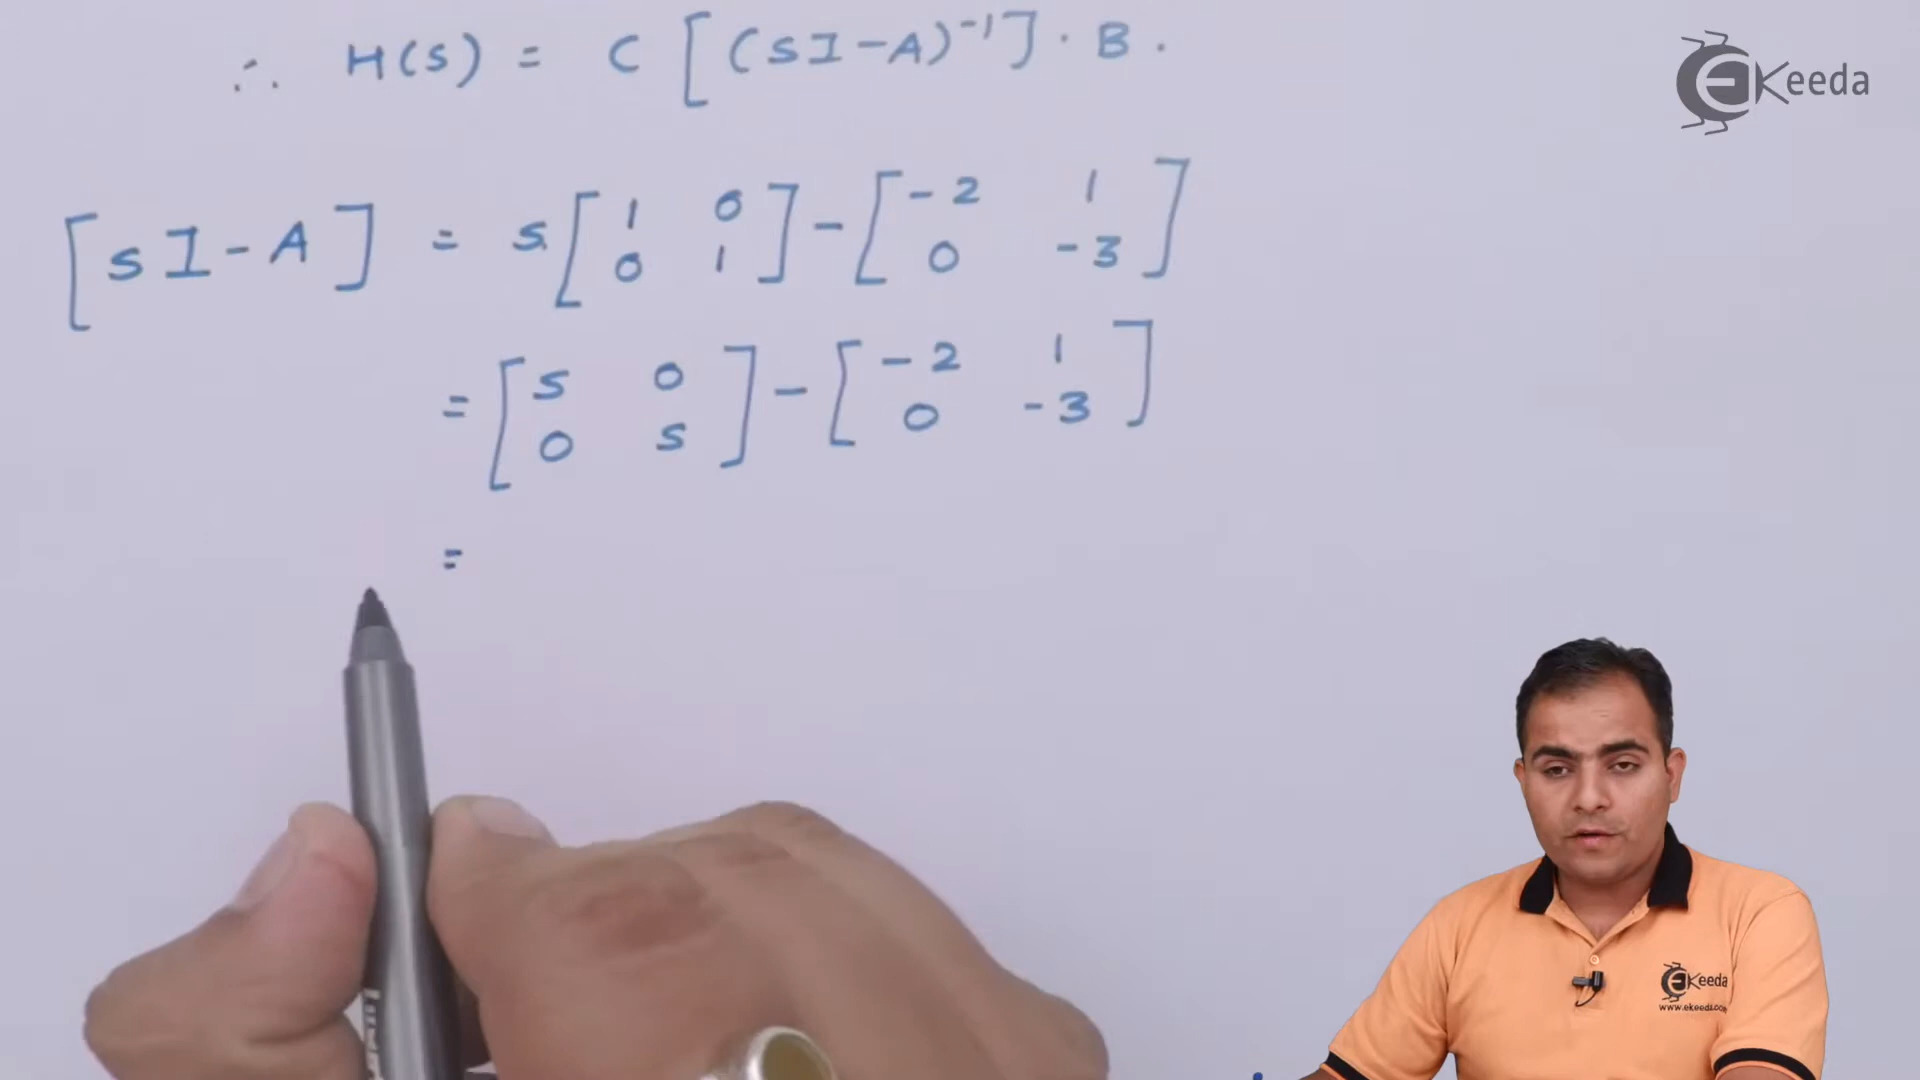 ∴ H(s) = C [(sI-A)⁻¹] · B .
EKeeda
[sI-A] = s [1 0 0 1] - [-2 1 0 -3]
= [s 0 0 s] - [-2 1 0 -3]
=
EKeeda
www.ekeeda.com